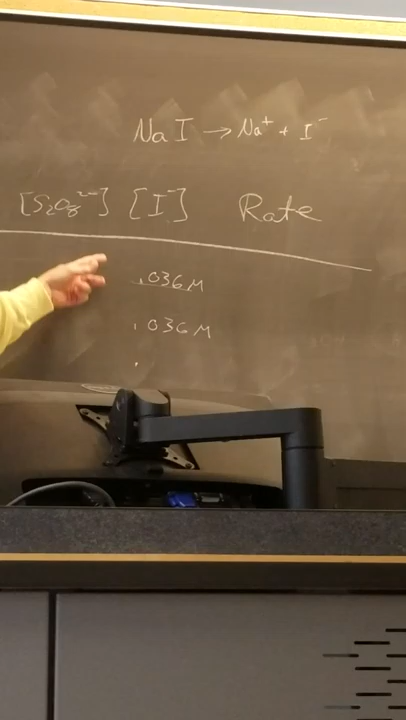 NaI → Na⁺ + I⁻
[S₂O₈²⁻] [I⁻] Rate
.036M
.036M
.